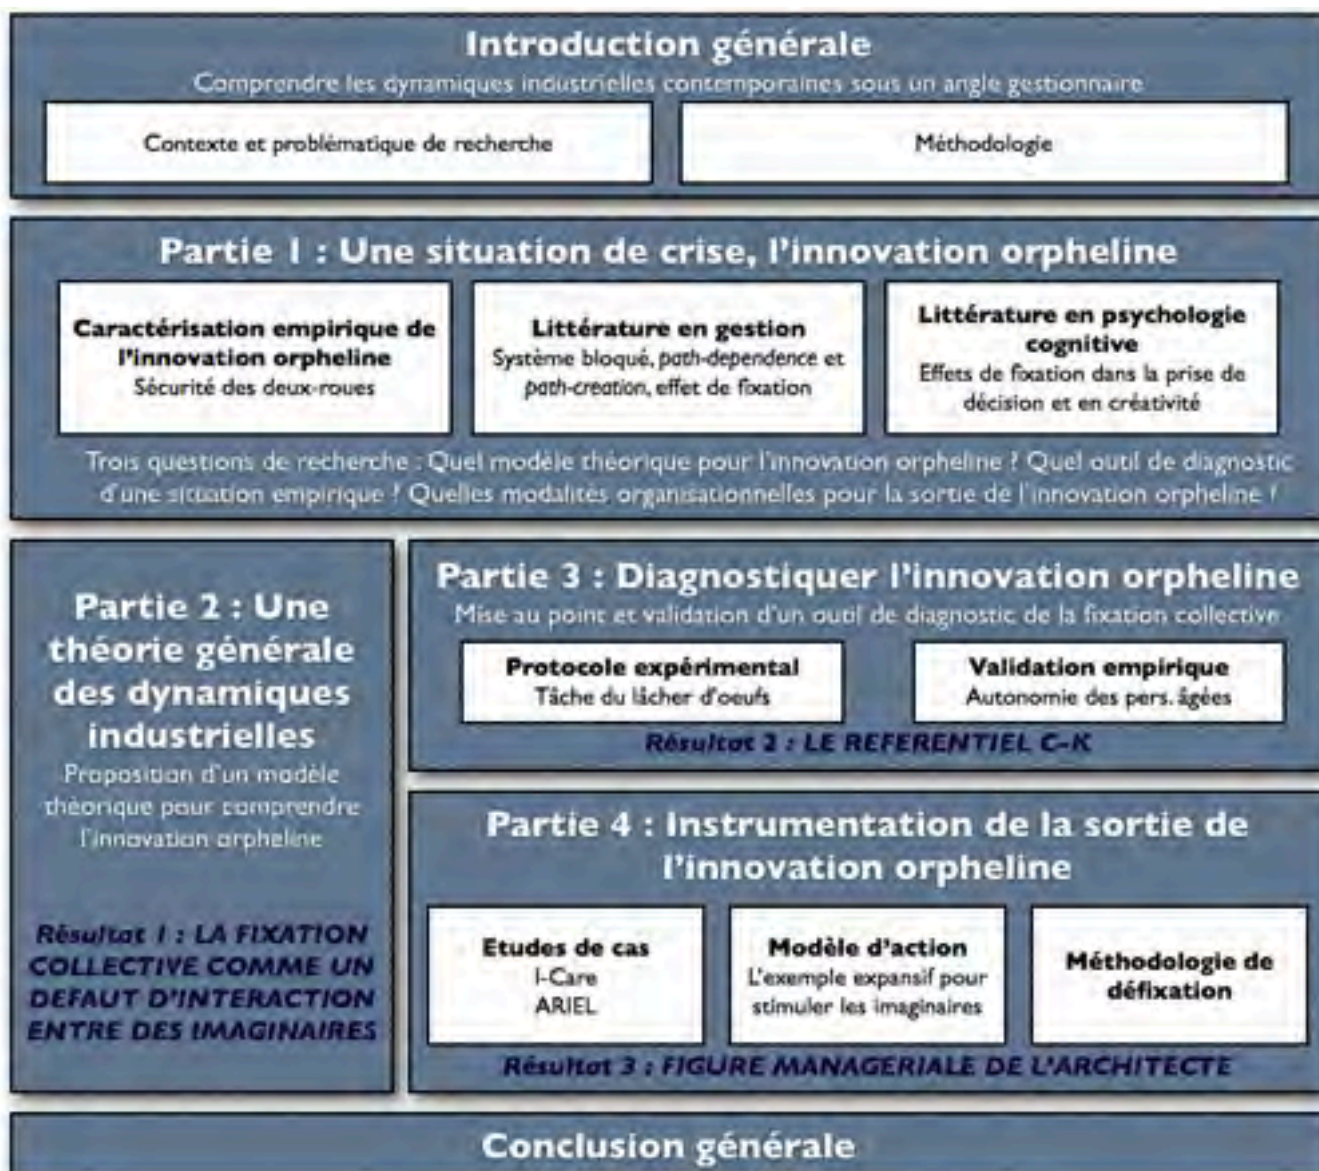 Introduction générale
Comprendre les dynamiques industrielles contemporaines sous un angle gestionnaire
Contexte et problématique de recherche
Méthodologie
Partie 1 : Une situation de crise, l'innovation orpheline
Caractérisation empirique de
l'innovation orpheline
Sécurité des deux-roues
Littérature en gestion
Système bloqué, path-dependence et
path-creation, effet de fixation
Littérature en psychologie
cognitive
Effets de fixation dans la prise de
décision et en créativité
Trois questions de recherche : Quel modèle théorique pour l'innovation orpheline ? Quel outil de diagnostic
d'une situation empirique ? Quelles modalités organisationnelles pour la sortie de l'innovation orpheline ?
Partie 2 : Une
théorie générale
des dynamiques
industrielles
Proposition d'un modèle
théorique pour comprendre
l'innovation orpheline
Résultat 1 : LA FIXATION
COLLECTIVE COMME UN
DEFAUT D'INTERACTION
ENTRE DES IMAGINAIRES
Partie 3 : Diagnostiquer l'innovation orpheline
Mise au point et validation d'un outil de diagnostic de la fixation collective
Protocole expérimental
Tâche du lâcher d'oeufs
Validation empirique
Autonomie des pers. âgées
Résultat 2 : LE REFERENTIEL C-K
Partie 4 : Instrumentation de la sortie de
l'innovation orpheline
Etudes de cas
I-Care
ARIEL
Modèle d'action
L'exemple expansif pour
stimuler les imaginaires
Méthodologie de
défixation
Résultat 3 : FIGURE MANAGERIALE DE L'ARCHITECTE
Conclusion générale